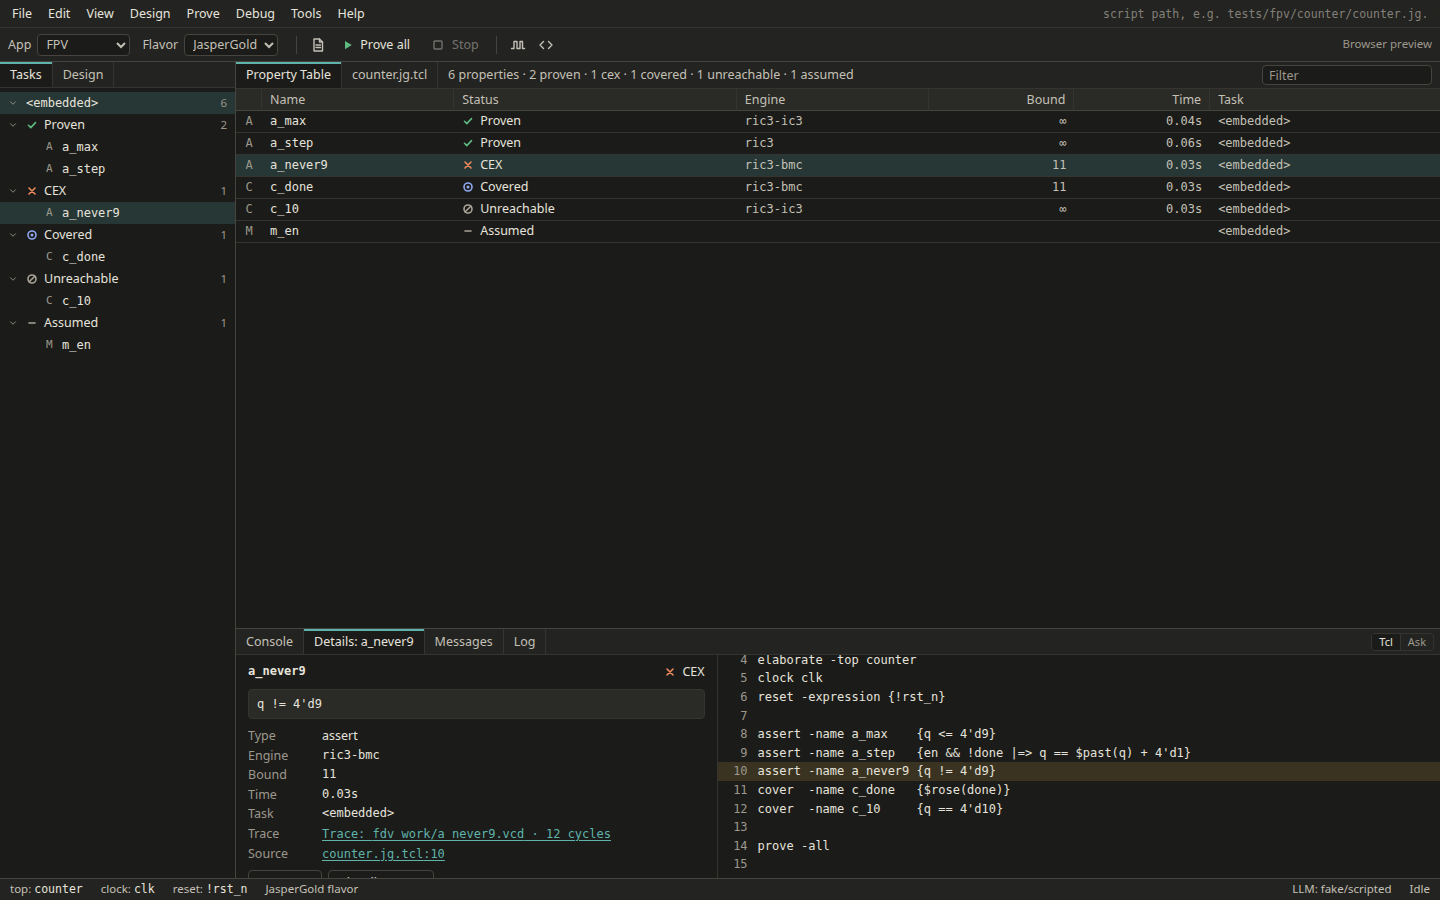 File Edit View Design Prove Debug Tools Help script path, e.g. tests/fpv/counter/counter.jg.
App FPV Flavor JasperGold Prove all Stop Browser preview
Tasks Design
<embedded> 6
Proven 2
A a_max
A a_step
CEX 1
A a_never9
Covered 1
C c_done
Unreachable 1
C c_10
Assumed 1
M m_en
Property Table counter.jg.tcl 6 properties · 2 proven · 1 cex · 1 covered · 1 unreachable · 1 assumed Filter
Name Status Engine Bound Time Task
A a_max Proven ric3-ic3 ∞ 0.04s <embedded>
A a_step Proven ric3 ∞ 0.06s <embedded>
A a_never9 CEX ric3-bmc 11 0.03s <embedded>
C c_done Covered ric3-bmc 11 0.03s <embedded>
C c_10 Unreachable ric3-ic3 ∞ 0.03s <embedded>
M m_en Assumed <embedded>
Console Details: a_never9 Messages Log Tcl Ask
a_never9 CEX
q != 4'd9
Type assert
Engine ric3-bmc
Bound 11
Time 0.03s
Task <embedded>
Trace Trace: fdv_work/a_never9.vcd · 12 cycles
Source counter.jg.tcl:10
4 elaborate -top counter
5 clock clk
6 reset -expression {!rst_n}
7
8 assert -name a_max {q <= 4'd9}
9 assert -name a_step {en && !done |=> q == $past(q) + 4'd1}
10 assert -name a_never9 {q != 4'd9}
11 cover -name c_done {$rose(done)}
12 cover -name c_10 {q == 4'd10}
13
14 prove -all
15
top: counter clock: clk reset: !rst_n JasperGold flavor LLM: fake/scripted Idle